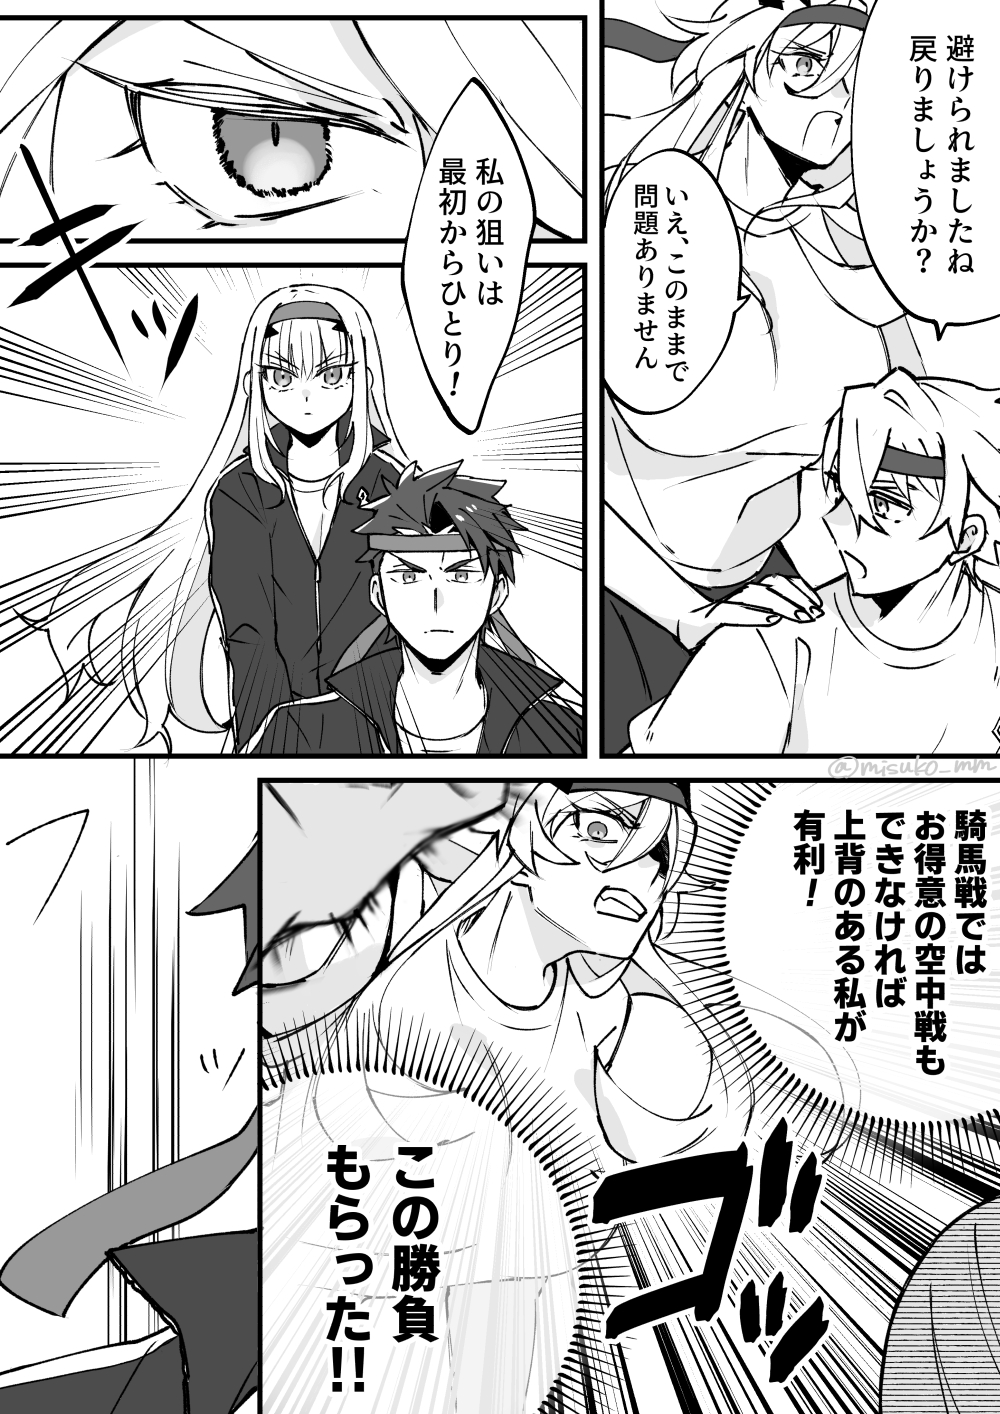 避けられましたね
戻りましょうか？
いえ、このままで
問題ありません
私の狙いは
最初からひとり！
キッ
@misuko_mm
騎馬戦では
お得意の空中戦も
できなければ
上背のある私が
有利！
ゴッ
この勝負
もらった!!